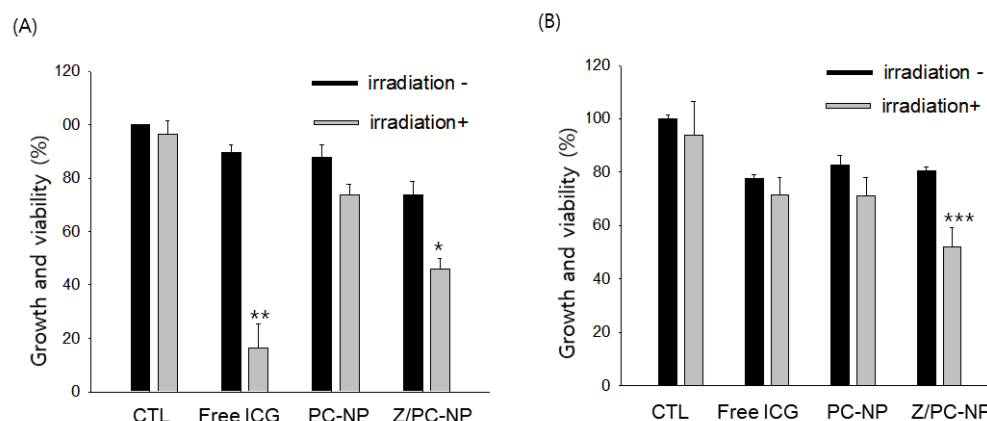 (A)
Growth and viability (%)
120
00
80
60
40
20
0
irradiation -
irradiation+
**
*
CTL
Free ICG
PC-NP
Z/PC-NP
(B)
Growth and viability (%)
120
100
80
60
40
20
0
irradiation -
irradiation+
***
CTL
Free ICG
PC-NP
Z/PC-NP